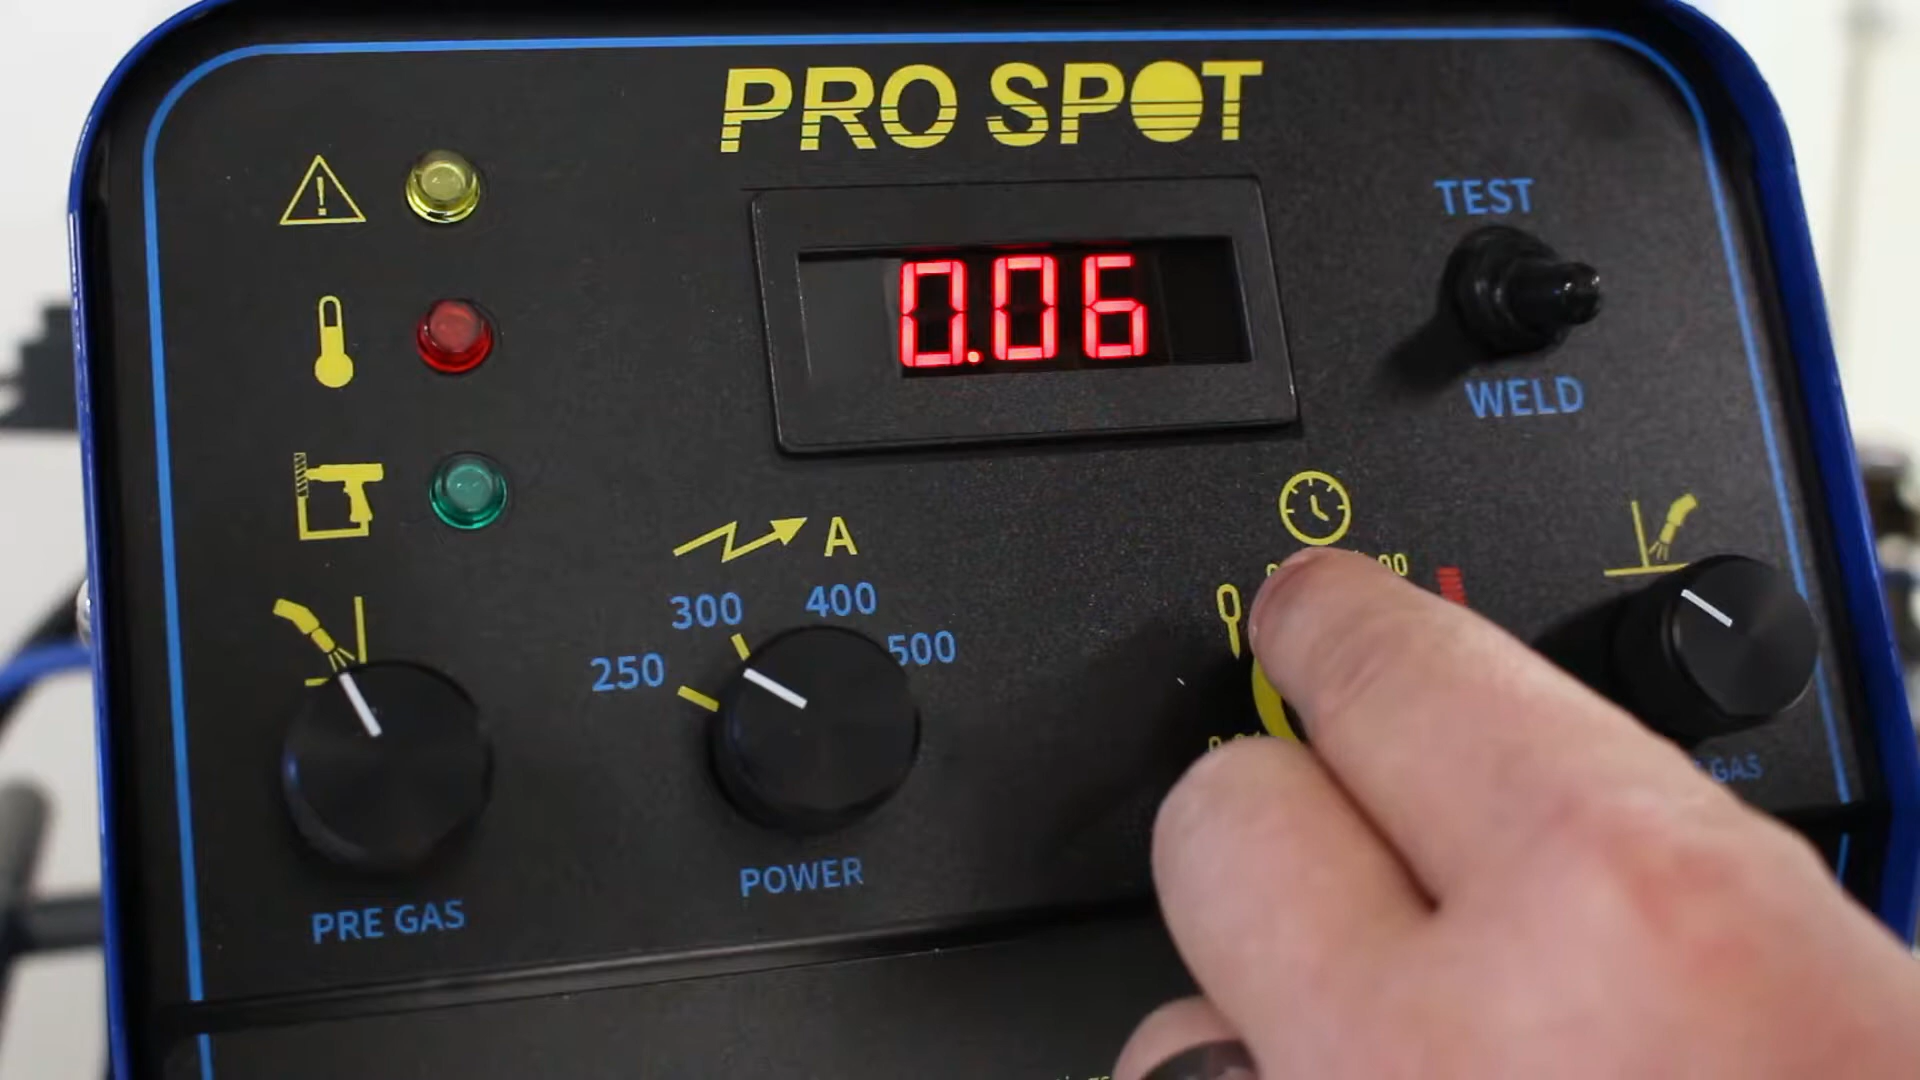 PRO SPOT
TEST
0.06
WELD
A
300 400
250 500
POWER
PRE GAS
GAS